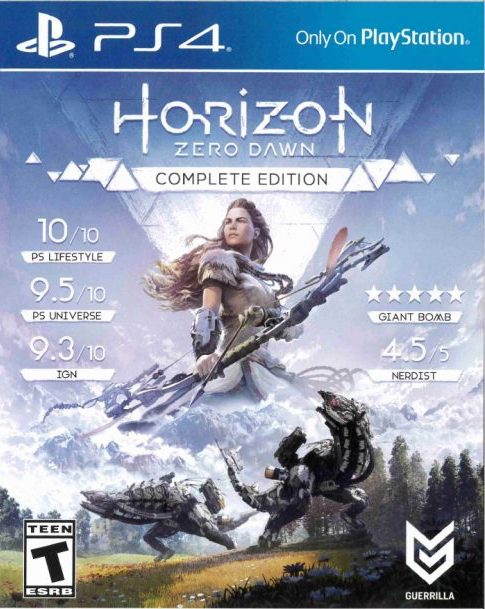 PS4
Only On PlayStation
HORIZON
ZERO DAWN
COMPLETE EDITION
10/10
PS LIFESTYLE
9.5/10
PS UNIVERSE
9.3/10
IGN
★★★★★
GIANT BOMB
4.5/5
NERDIST
TEEN
T
ESRB
GUERRILLA